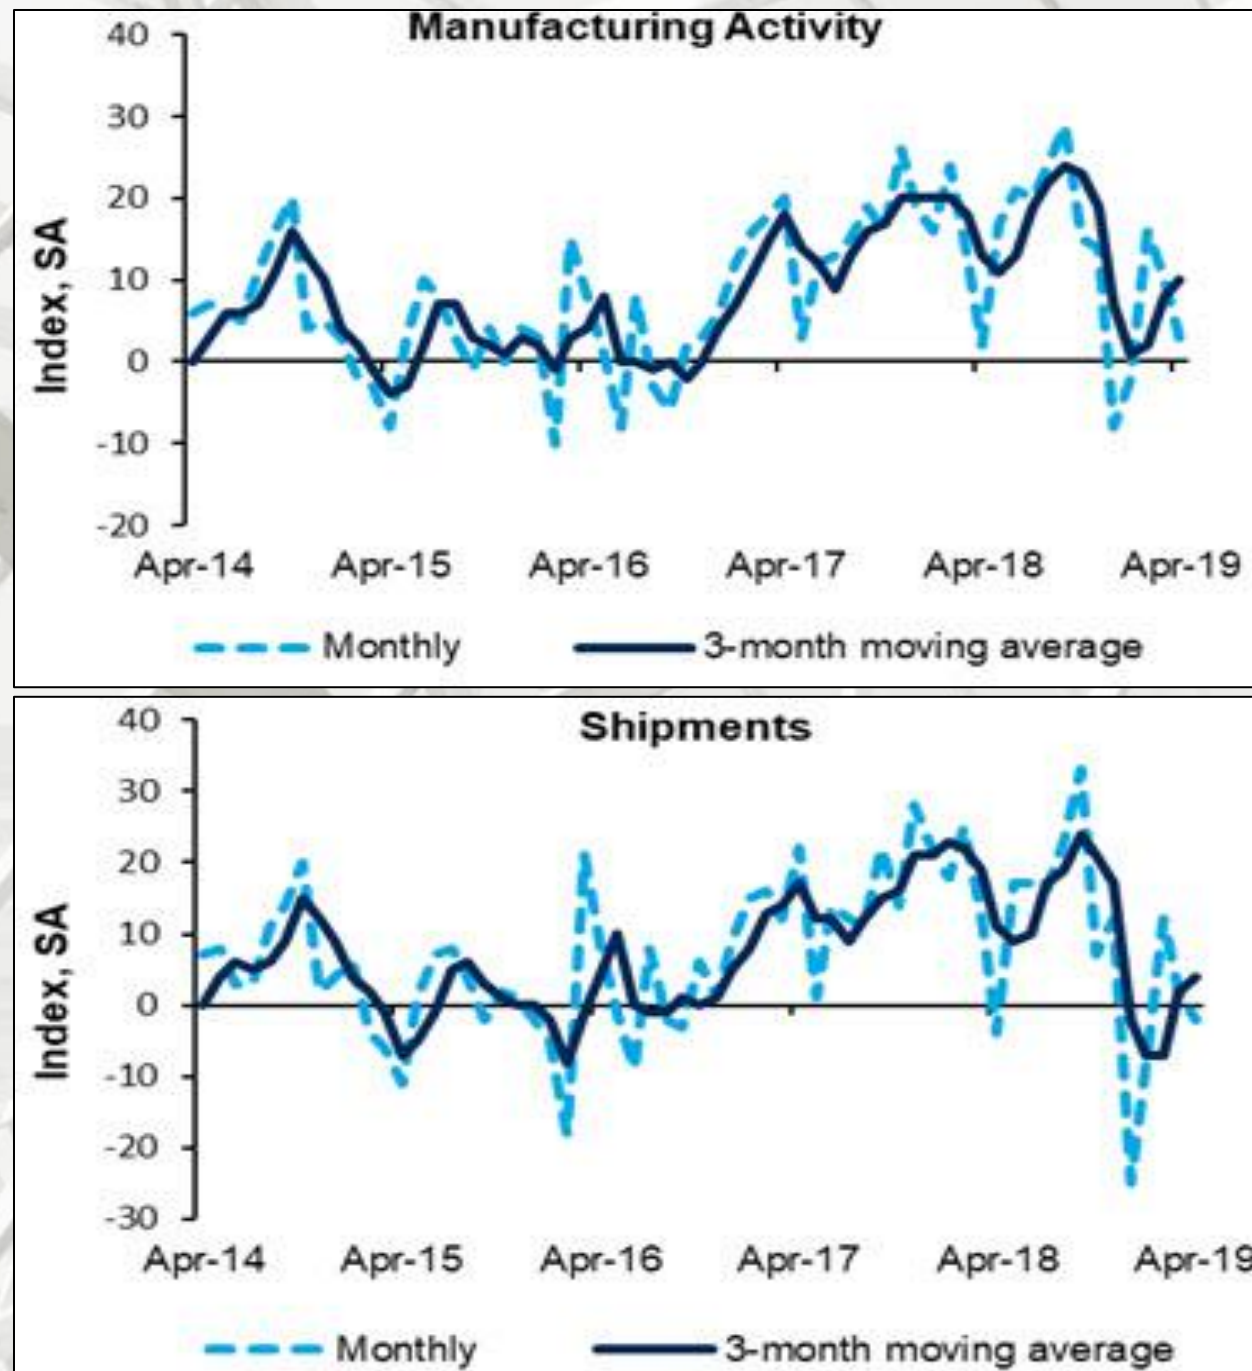 Manufacturing Activity
40
30
20
10
0
-10
-20
Index, SA
Apr-14 Apr-15 Apr-16 Apr-17 Apr-18 Apr-19
Monthly 3-month moving average
Shipments
40
30
20
10
0
-10
-20
-30
Index, SA
Apr-14 Apr-15 Apr-16 Apr-17 Apr-18 Apr-19
Monthly 3-month moving average